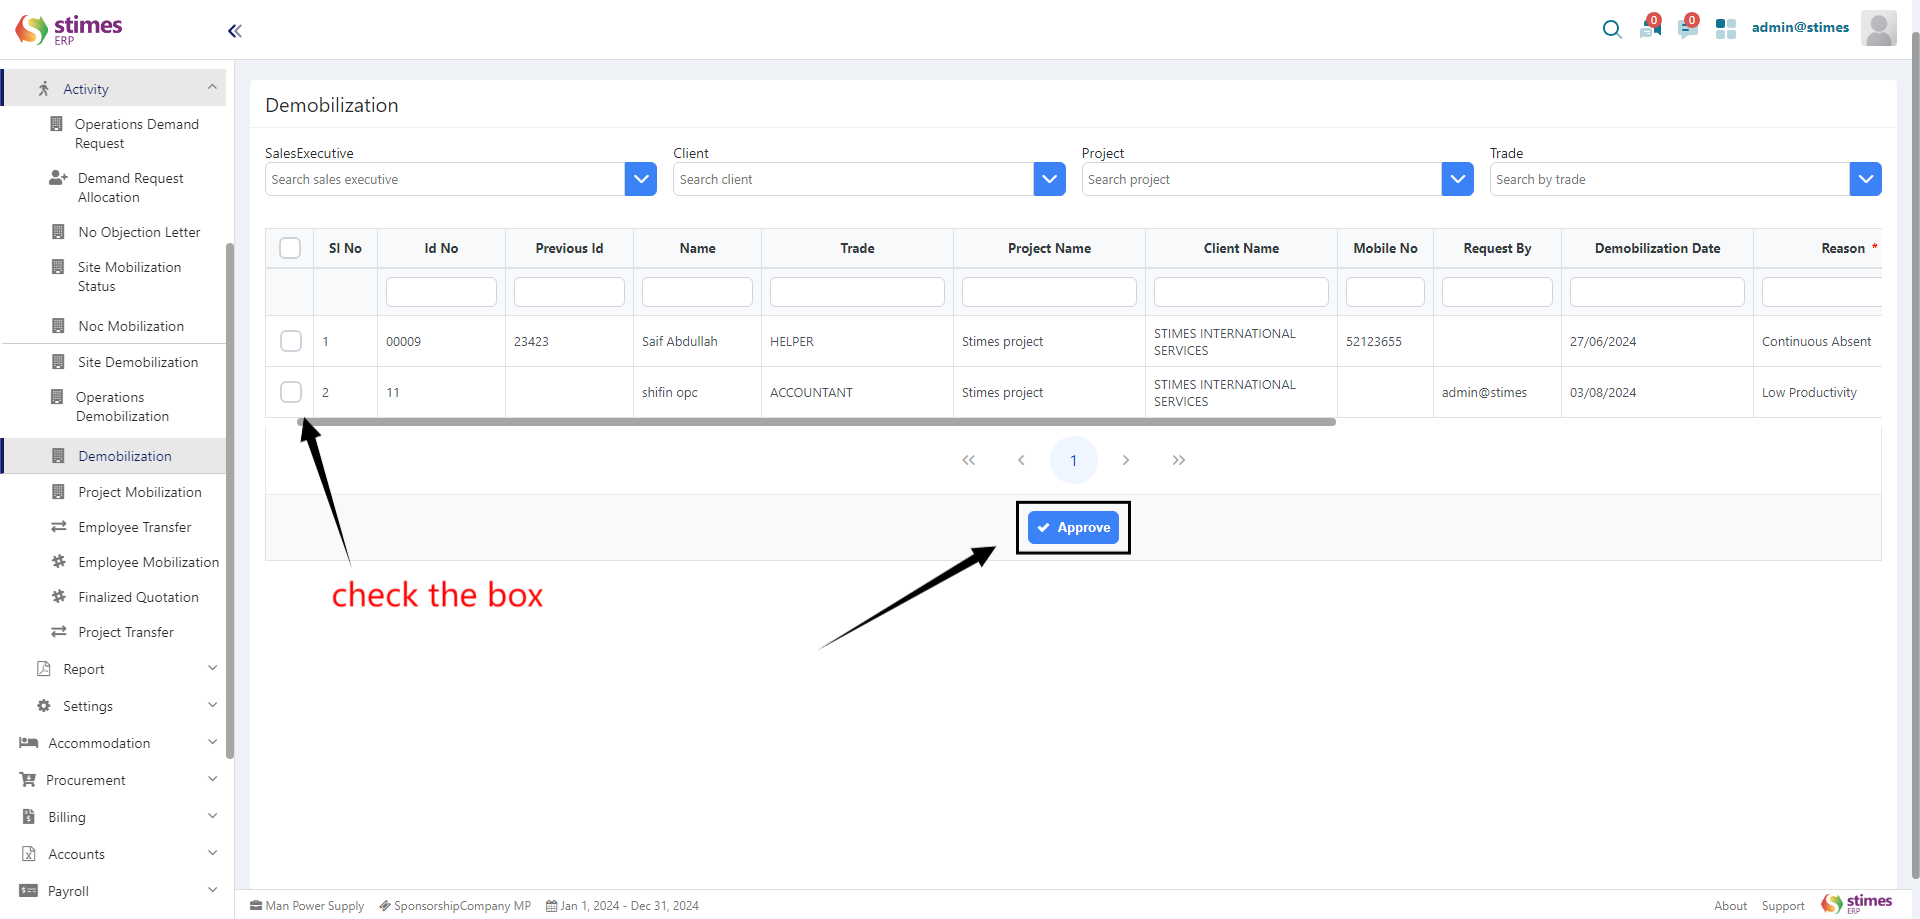 stimes
ERP
0
0
admin@stimes
Activity
Operations Demand
Request
Demand Request
Allocation
No Objection Letter
Site Mobilization
Status
Noc Mobilization
Site Demobilization
Operations
Demobilization
Demobilization
Project Mobilization
Employee Transfer
Employee Mobilization
Finalized Quotation
Project Transfer
Report
Settings
Accommodation
Procurement
Billing
Accounts
Payroll
Demobilization
SalesExecutive Client Project Trade
Search sales executive Search client Search project Search by trade
Sl No Id No Previous Id Name Trade Project Name Client Name Mobile No Request By Demobilization Date Reason *
1 00009 23423 Saif Abdullah HELPER Stimes project STIMES INTERNATIONAL SERVICES 52123655 27/06/2024 Continuous Absent
2 11 shifin opc ACCOUNTANT Stimes project STIMES INTERNATIONAL SERVICES admin@stimes 03/08/2024 Low Productivity
1
Approve
check the box
Man Power Supply SponsorshipCompany MP Jan 1, 2024 - Dec 31, 2024
About Support stimes
ERP